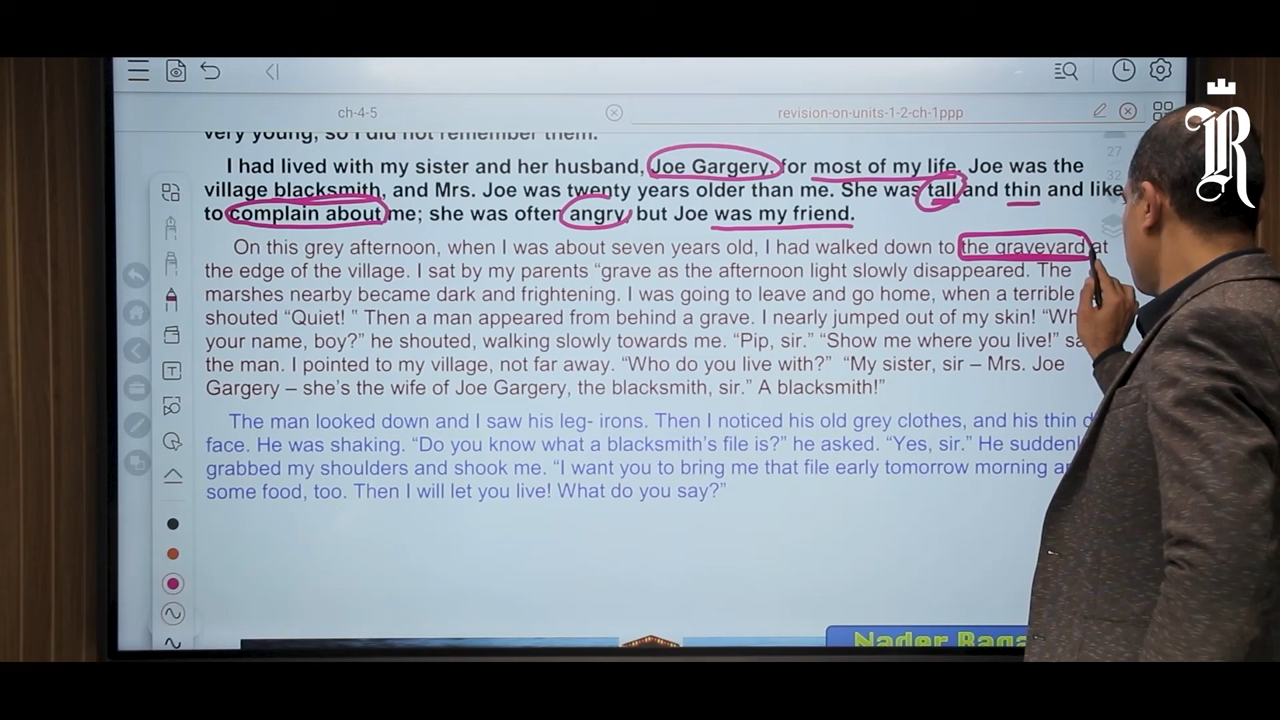 ch-4-5
revision-on-units-1-2-ch-1ppp
very young, so I did not remember them.
27
32
I had lived with my sister and her husband, Joe Gargery, for most of my life. Joe was the
village blacksmith, and Mrs. Joe was twenty years older than me. She was tall and thin and like
to complain about me; she was often angry, but Joe was my friend.
On this grey afternoon, when I was about seven years old, I had walked down to the graveyard at
the edge of the village. I sat by my parents “grave as the afternoon light slowly disappeared. The
marshes nearby became dark and frightening. I was going to leave and go home, when a terrible
shouted “Quiet! ” Then a man appeared from behind a grave. I nearly jumped out of my skin!
your name, boy?” he shouted, walking slowly towards me. “Pip, sir.” “Show me where you live!”
the man. I pointed to my village, not far away. “Who do you live with?” “My sister, sir – Mrs. Joe
Gargery – she’s the wife of Joe Gargery, the blacksmith, sir.” A blacksmith!”
The man looked down and I saw his leg- irons. Then I noticed his old grey clothes, and his thin
face. He was shaking. “Do you know what a blacksmith’s file is?” he asked. “Yes, sir.” He
grabbed my shoulders and shook me. “I want you to bring me that file early tomorrow morning
some food, too. Then I will let you live! What do you say?”
Nader
R